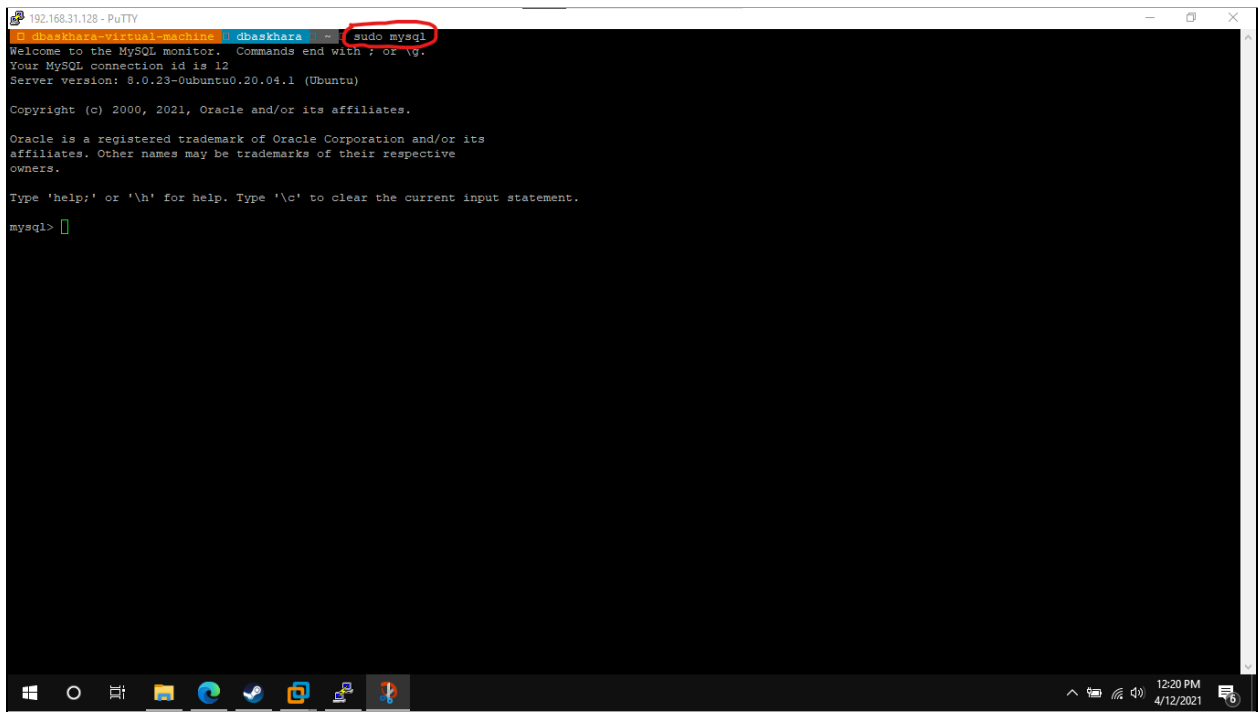 192.168.31.128 - PuTTY
dbaskhara-virtual-machine dbaskhara ~ sudo mysql
Welcome to the MySQL monitor.  Commands end with ; or \g.
Your MySQL connection id is 12
Server version: 8.0.23-0ubuntu0.20.04.1 (Ubuntu)
Copyright (c) 2000, 2021, Oracle and/or its affiliates.
Oracle is a registered trademark of Oracle Corporation and/or its
affiliates. Other names may be trademarks of their respective
owners.
Type 'help;' or '\h' for help. Type '\c' to clear the current input statement.
mysql>
12:20 PM
4/12/2021
6